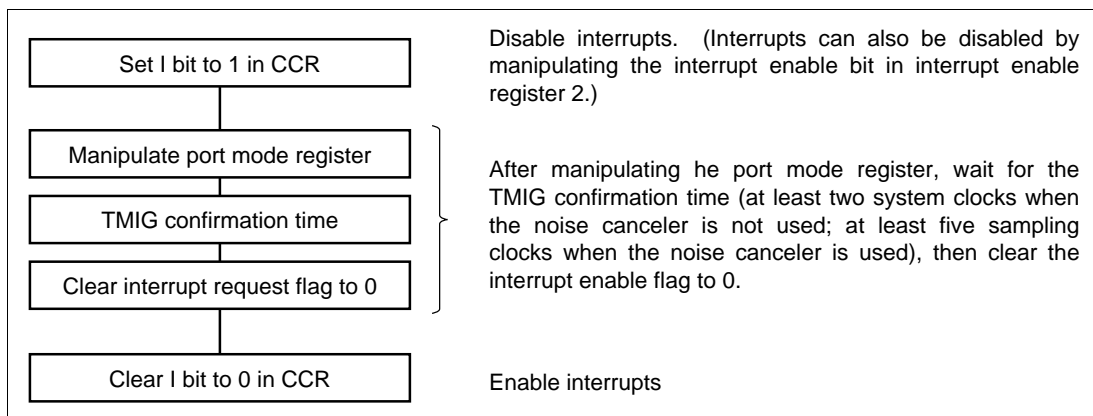 Set I bit to 1 in CCR
Disable interrupts. (Interrupts can also be disabled by
manipulating the interrupt enable bit in interrupt enable
register 2.)
Manipulate port mode register
TMIG confirmation time
Clear interrupt request flag to 0
After manipulating he port mode register, wait for the
TMIG confirmation time (at least two system clocks when
the noise canceler is not used; at least five sampling
clocks when the noise canceler is used), then clear the
interrupt enable flag to 0.
Clear I bit to 0 in CCR
Enable interrupts